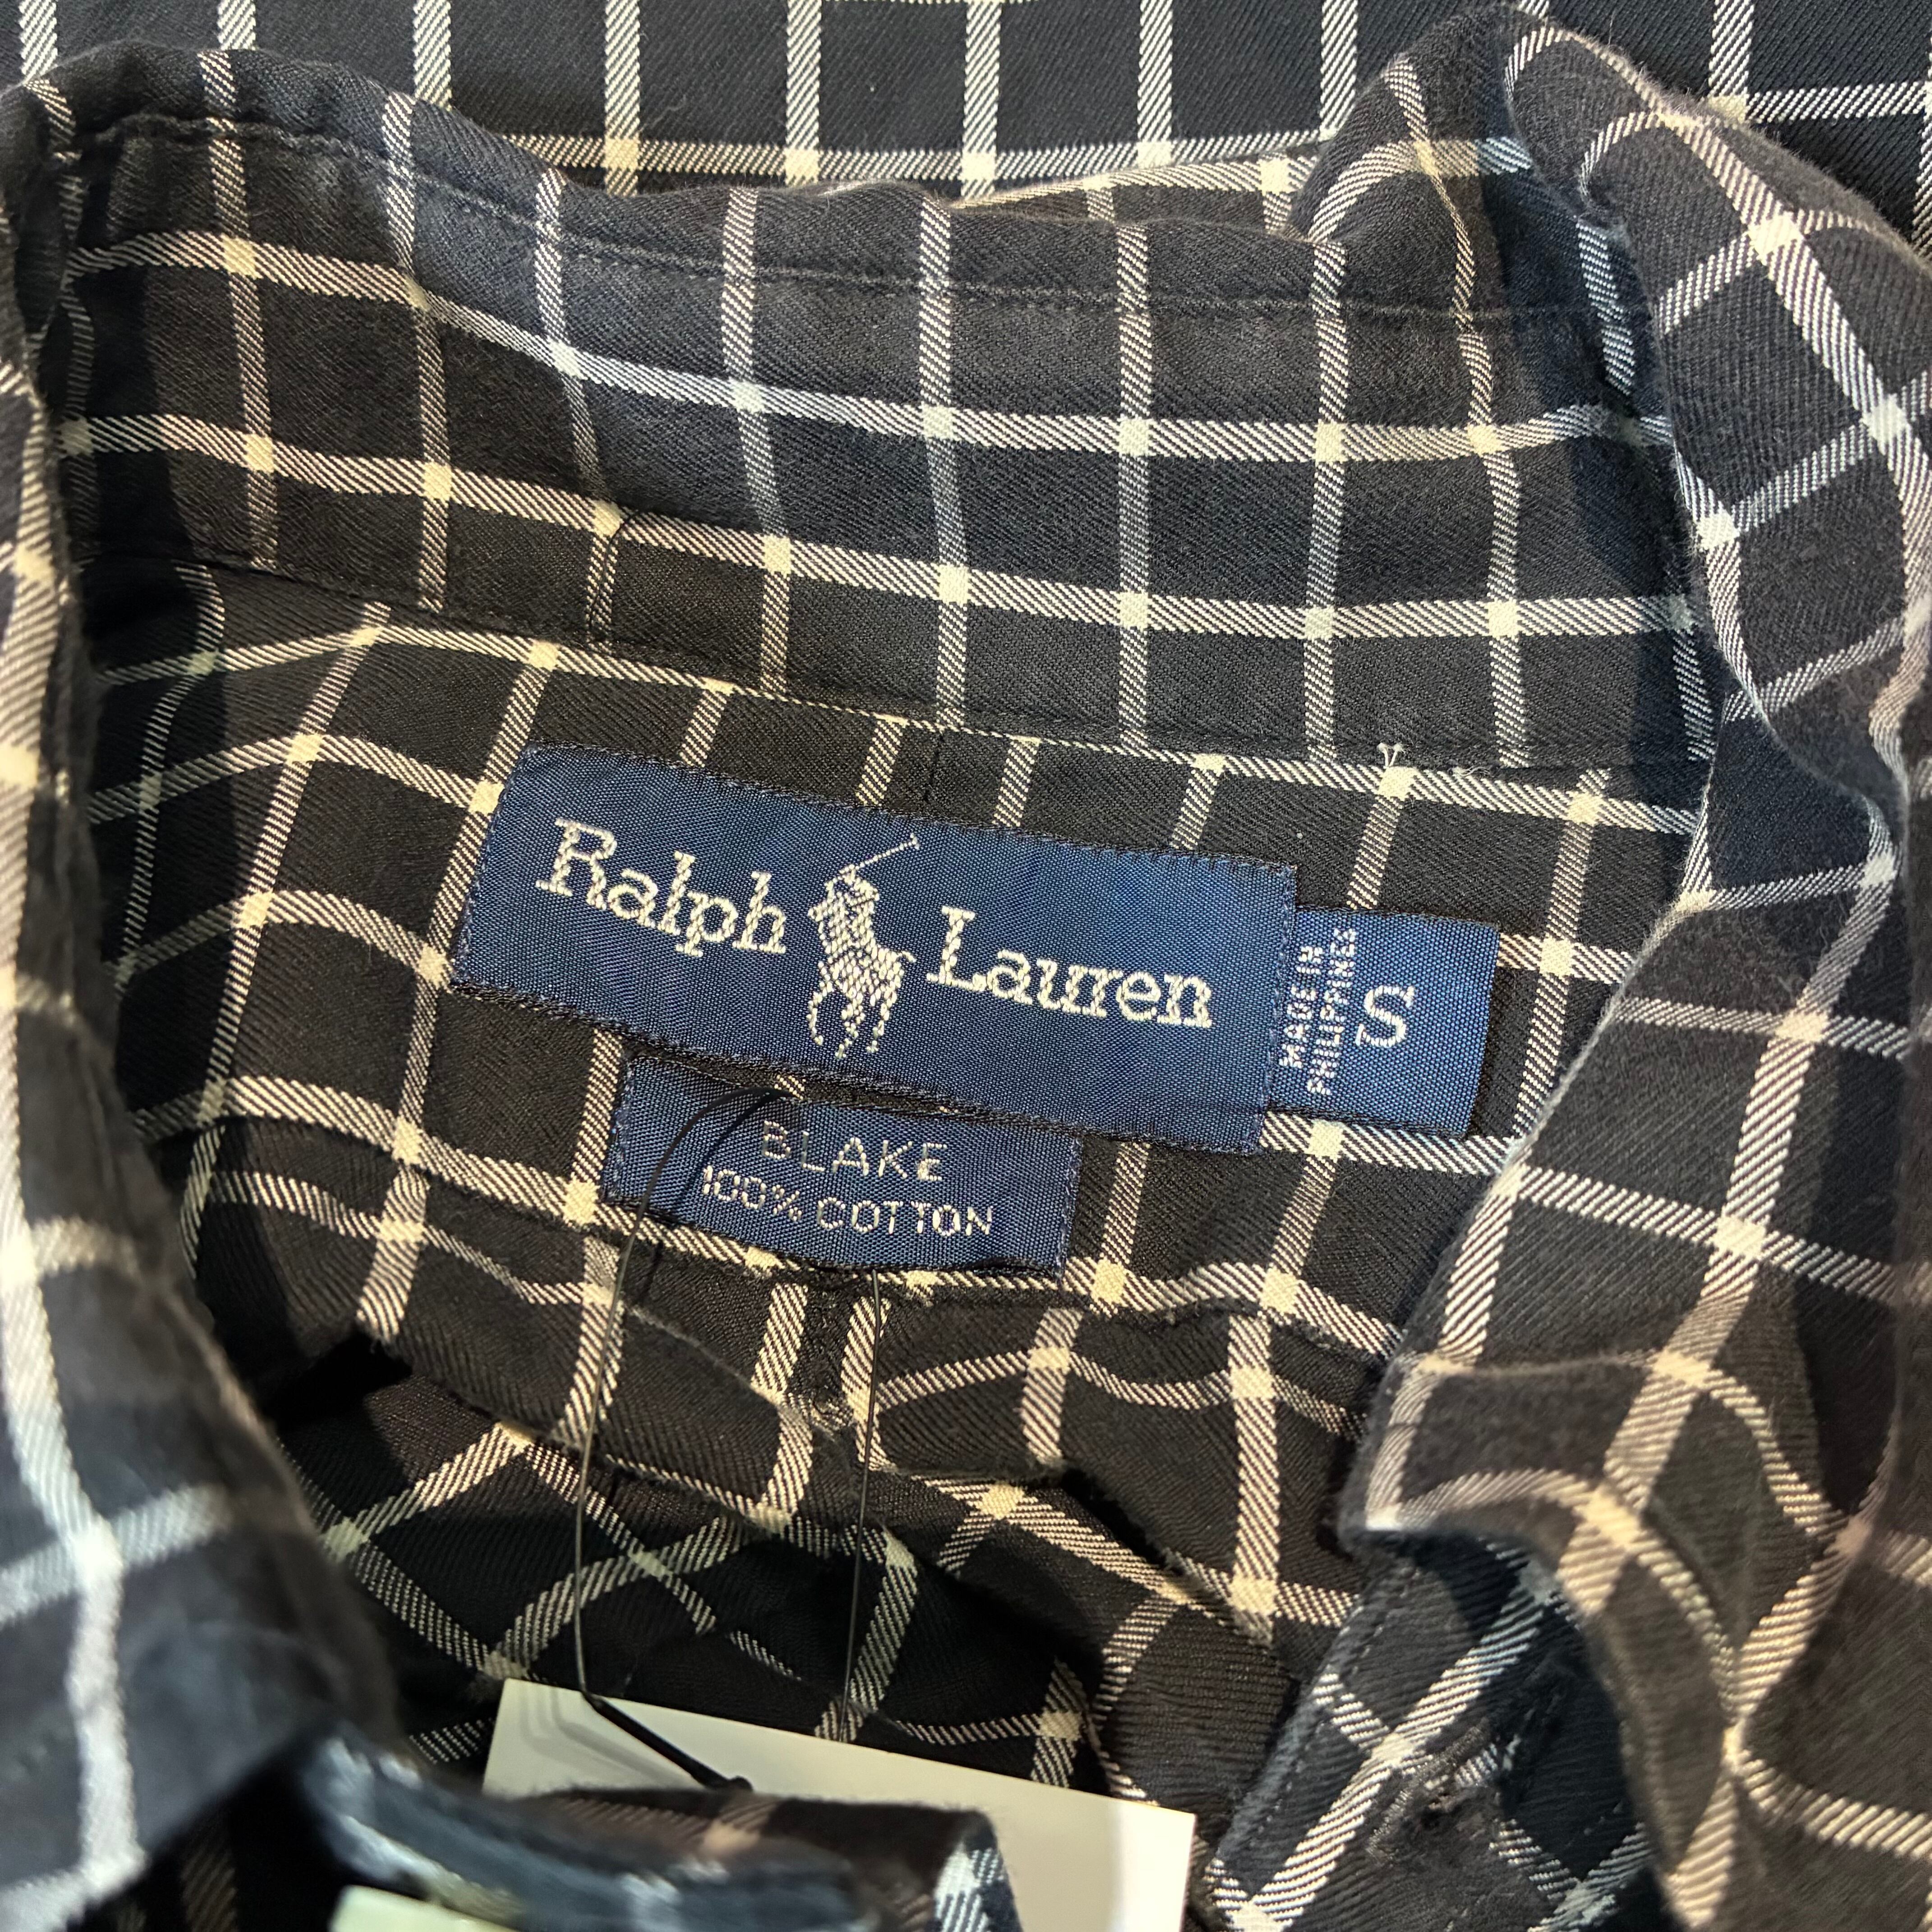 Ralph Lauren
MADE IN
PHILIPPINES
S
BLAKE
100% COTTON